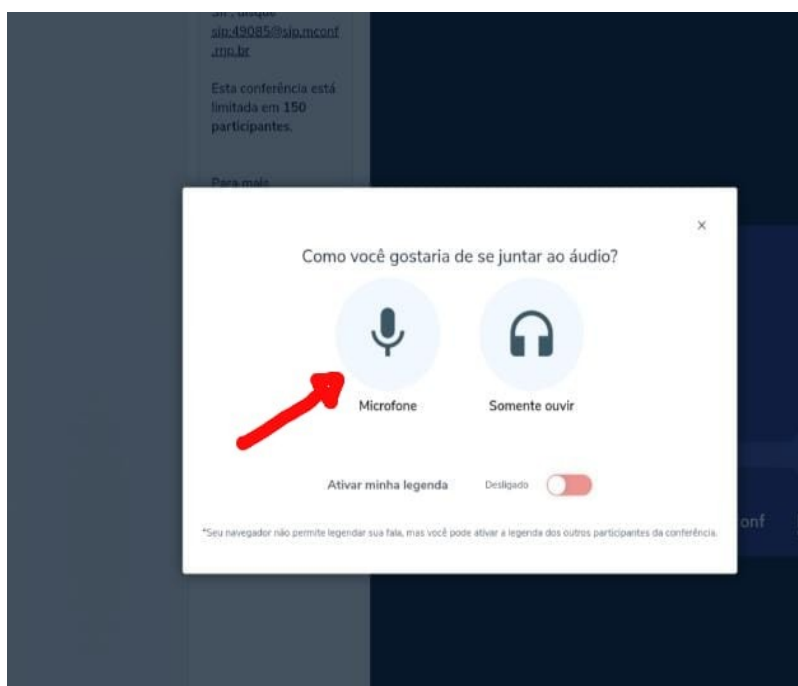 SIP, disque
sip:49085@sip.mconf
.rnp.br
Esta conferência está
limitada em 150
participantes.
Para mais
×
Como você gostaria de se juntar ao áudio?
Microfone
Somente ouvir
Ativar minha legenda
Desligado
*Seu navegador não permite legendar sua fala, mas você pode ativar a legenda dos outros participantes da conferência.
onf